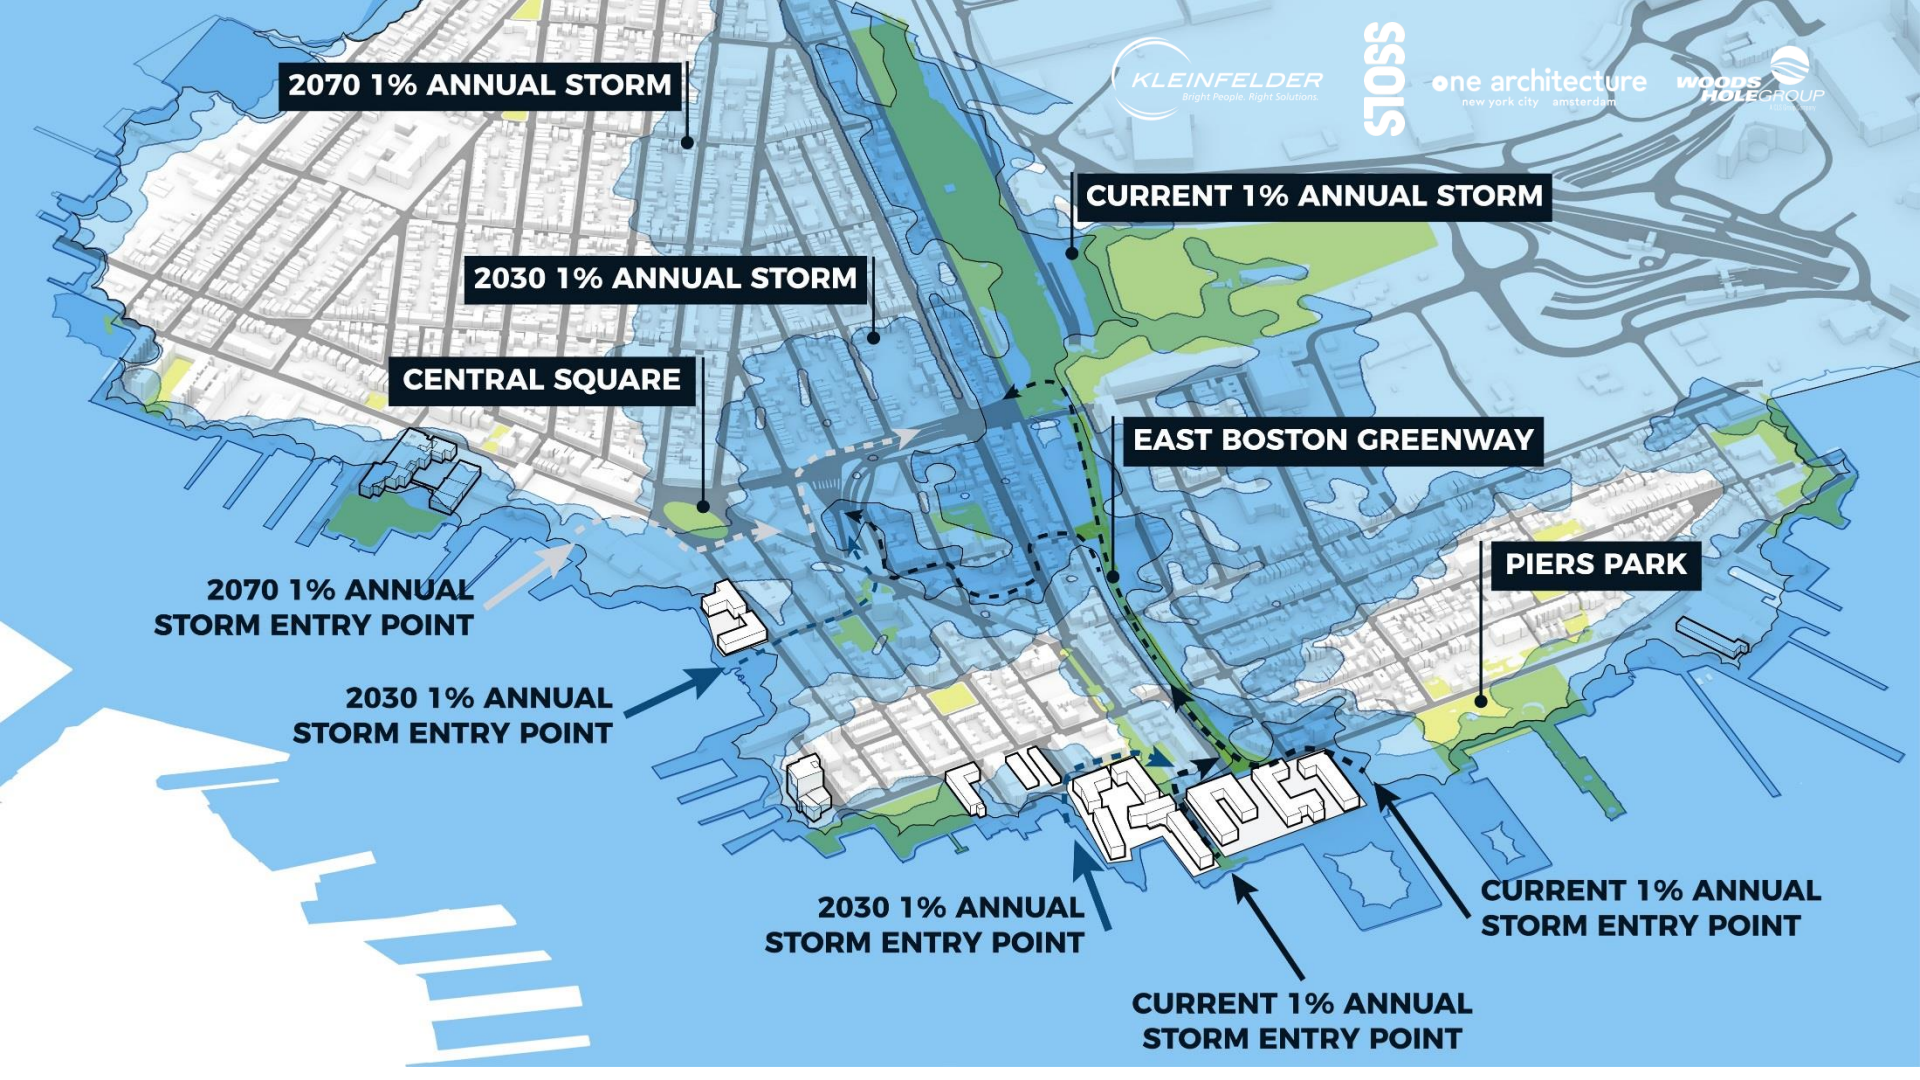 KLEINFELDER
Bright People. Right Solutions.
STOSS
one architecture
new york city amsterdam
WOODS
HOLEGROUP
2070 1% ANNUAL STORM
CURRENT 1% ANNUAL STORM
2030 1% ANNUAL STORM
CENTRAL SQUARE
EAST BOSTON GREENWAY
PIERS PARK
2070 1% ANNUAL
STORM ENTRY POINT
2030 1% ANNUAL
STORM ENTRY POINT
2030 1% ANNUAL
STORM ENTRY POINT
CURRENT 1% ANNUAL
STORM ENTRY POINT
CURRENT 1% ANNUAL
STORM ENTRY POINT